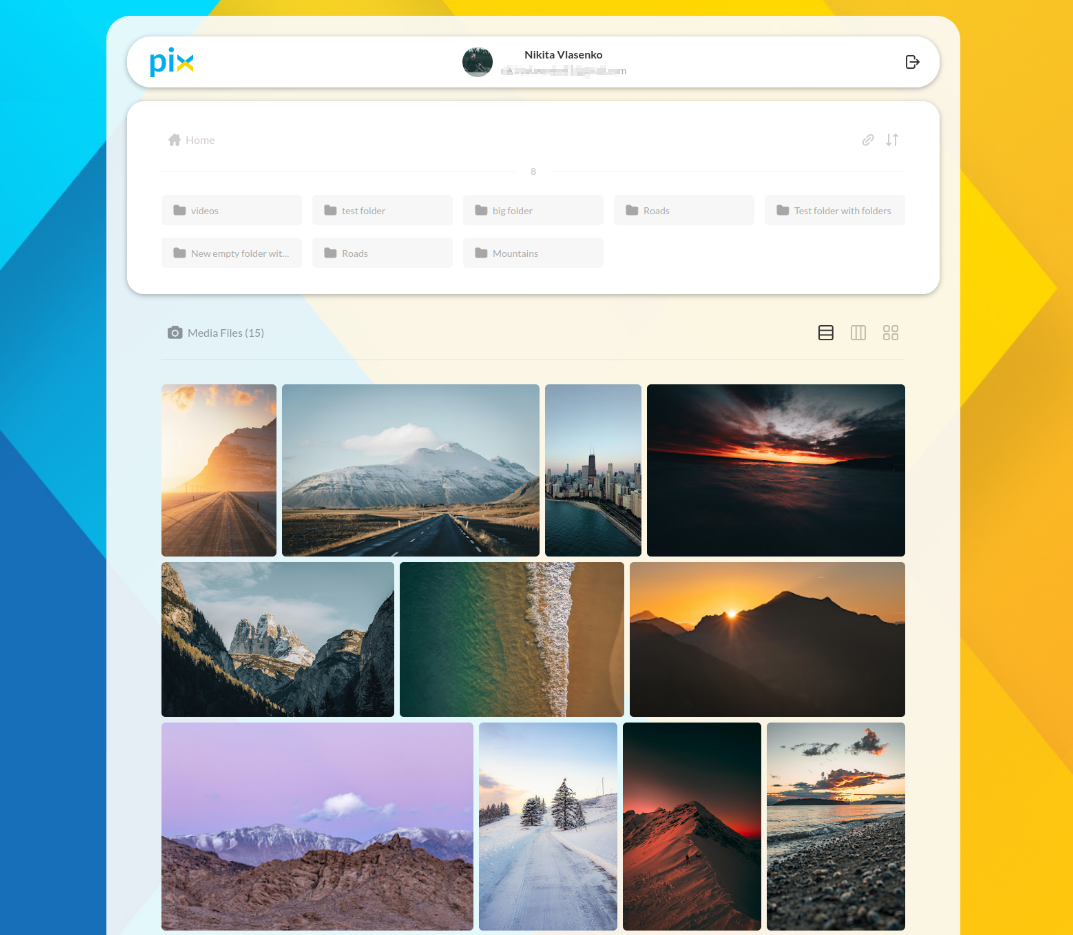 pix
Nikita Vlasenko
Home
8
videos
test folder
big folder
Roads
Test folder with folders
New empty folder wit...
Roads
Mountains
Media Files (15)